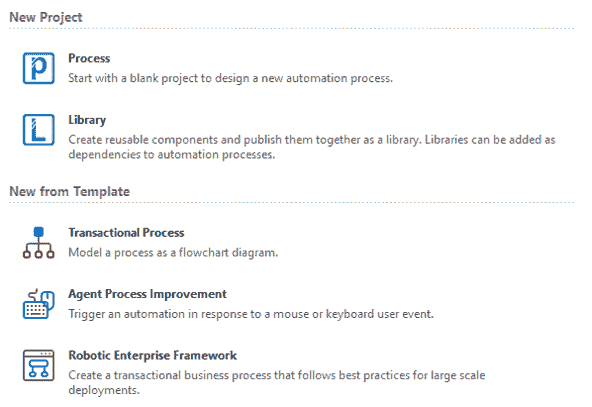 New Project
Process
Start with a blank project to design a new automation process.
Library
Create reusable components and publish them together as a library. Libraries can be added as
dependencies to automation processes.
New from Template
Transactional Process
Model a process as a flowchart diagram.
Agent Process Improvement
Trigger an automation in response to a mouse or keyboard user event.
Robotic Enterprise Framework
Create a transactional business process that follows best practices for large scale
deployments.